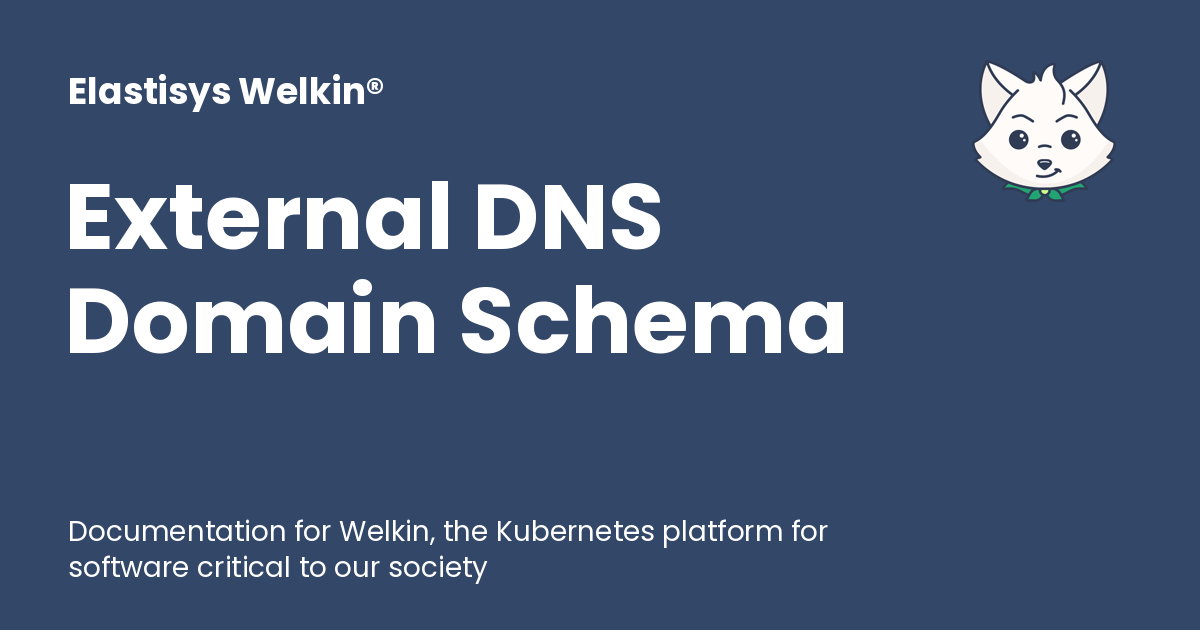 Elastisys Welkin®
External DNS
Domain Schema
Documentation for Welkin, the Kubernetes platform for
software critical to our society